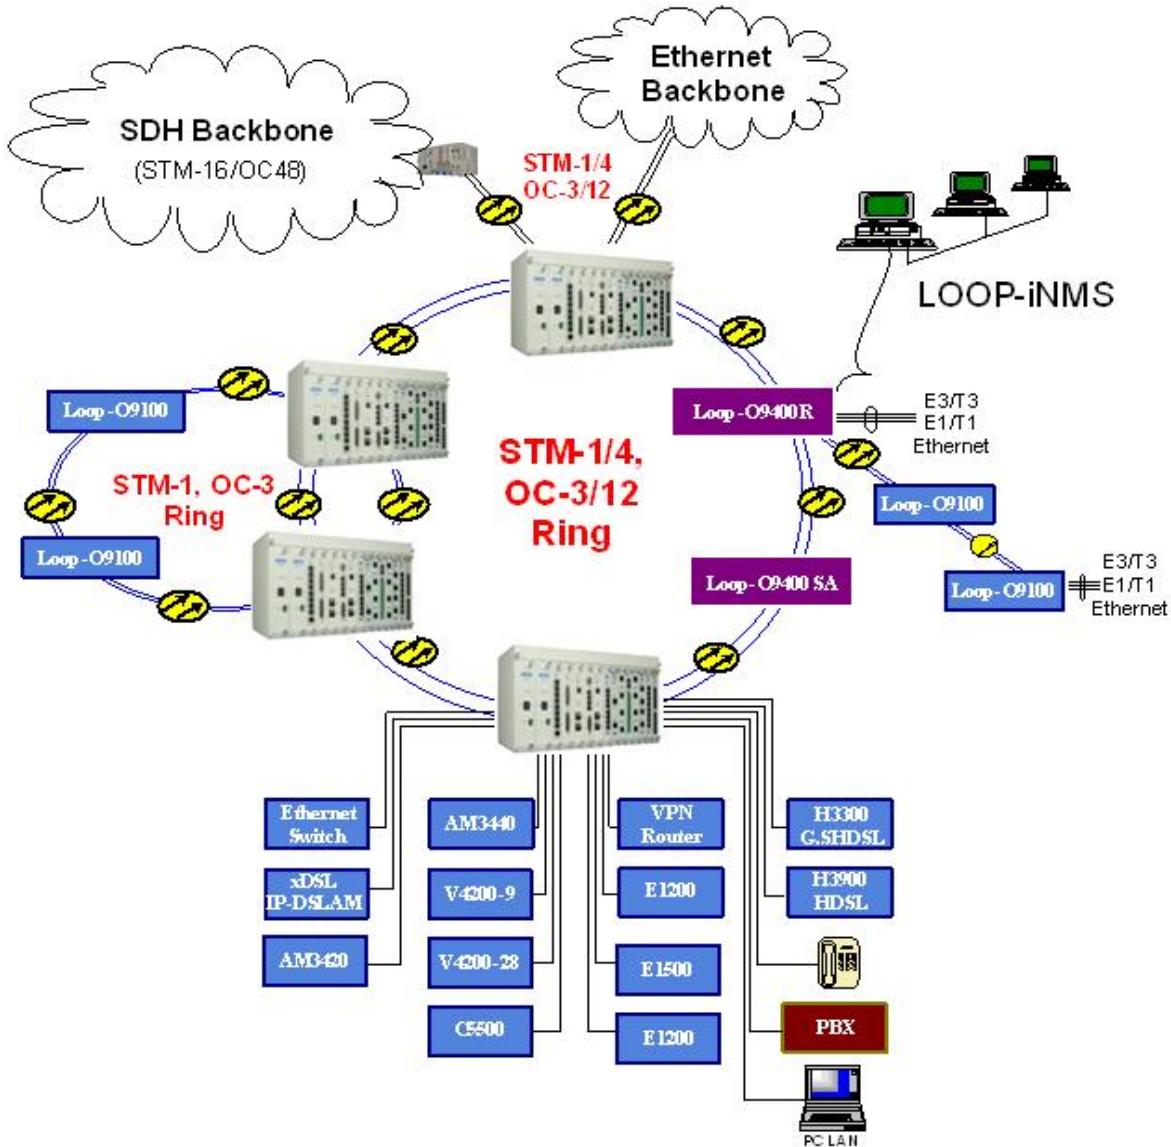 Ethernet
Backbone
SDH Backbone
(STM-16/OC48)
STM-1/4
OC-3/12
LOOP-iNMS
Loop-O9100
Loop-O9400R
E3/T3
E1/T1
Ethernet
STM-1, OC-3
Ring
STM-1/4,
OC-3/12
Ring
Loop-O9100
Loop-O9100
Loop-O9400 SA
Loop-O9100
E3/T3
E1/T1
Ethernet
Ethernet
Switch
AM3440
VPN
Router
H3300
G.SHDSL
xDSL
IP-DSLAM
V4200-9
E1200
H3900
HDSL
AM3420
V4200-28
E1500
C5500
E1200
PBX
PC LAN